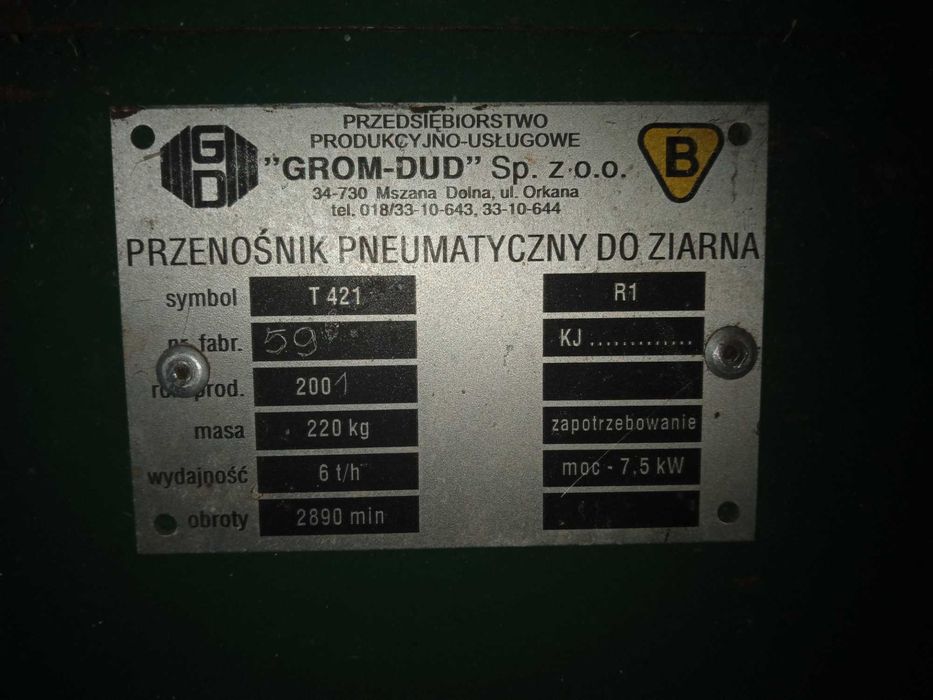 GD
PRZEDSIĘBIORSTWO
PRODUKCYJNO-USŁUGOWE
"GROM-DUD" Sp. z.o.o.
34-730 Mszana Dolna, ul. Orkana
tel. 018/33-10-643, 33-10-644
B
PRZENOŚNIK PNEUMATYCZNY DO ZIARNA
symbol T 421 R1
fabr. KJ ..............
prod. 2001
masa 220 kg zapotrzebowanie
wydajność 6 t/h moc - 7.5 kW
obroty 2890 min